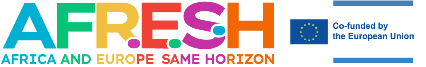 AFRESH
AFRICA AND EUROPE SAME HORIZON
Co-funded by
the European Union